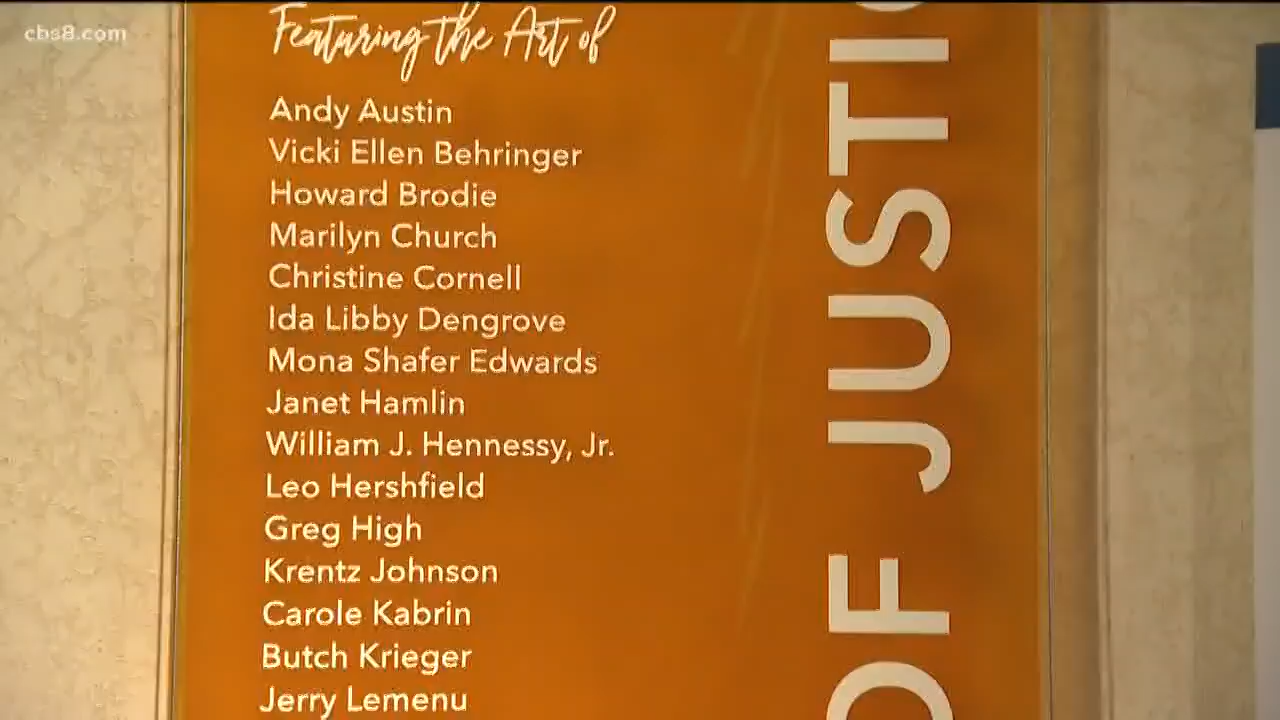 cbs8.com
Featuring the Art of
Andy Austin
Vicki Ellen Behringer
Howard Brodie
Marilyn Church
Christine Cornell
Ida Libby Dengrove
Mona Shafer Edwards
Janet Hamlin
William J. Hennessy, Jr.
Leo Hershfield
Greg High
Krentz Johnson
Carole Kabrin
Butch Krieger
Jerry Lemenu
OF JUSTIC